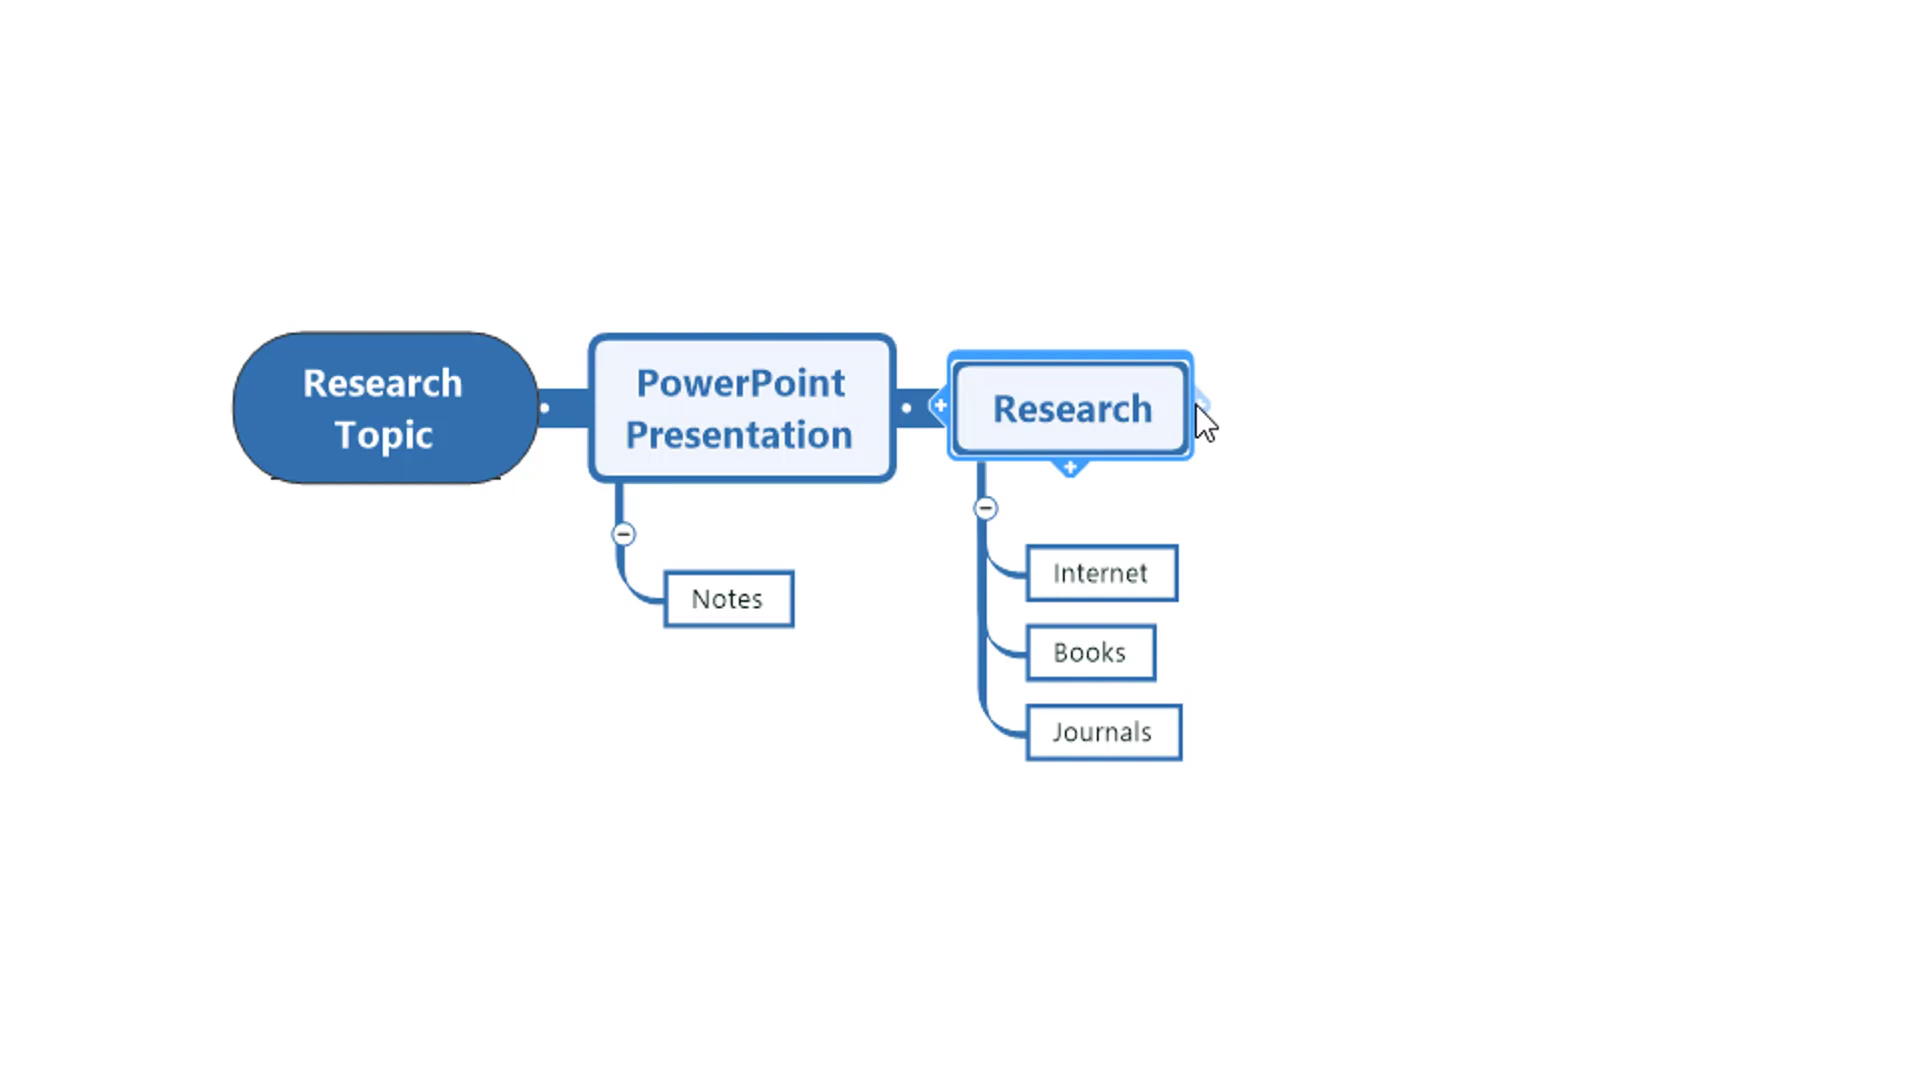 Research
Topic
PowerPoint
Presentation
Research
Notes
Internet
Books
Journals